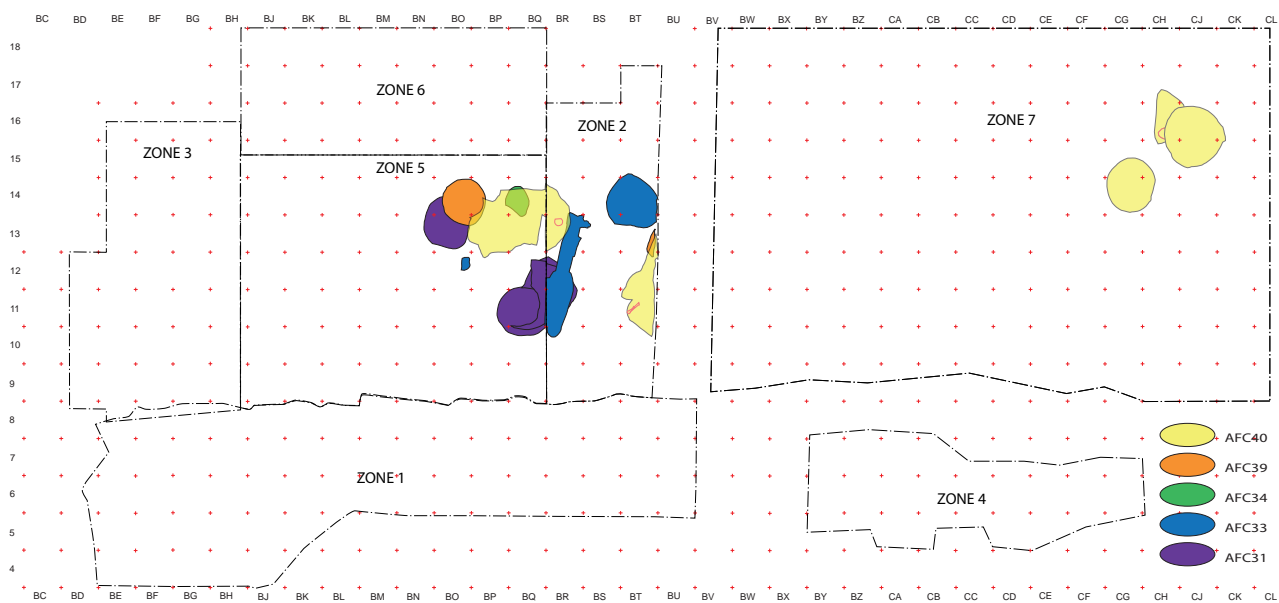 BC BD BE BF BG BH BJ BK BL BM BN BO BP BQ BR BS BT BU BV BW BX BY BZ CA CB CC CD CE CF CG CH CJ CK CL
18
17
ZONE 6
16
ZONE 2
ZONE 7
15
ZONE 3
ZONE 5
14
13
12
11
10
9
8
AFC40
7
AFC39
ZONE 1
6
ZONE 4
AFC34
5
AFC33
AFC31
4
BC BD BE BF BG BH BJ BK BL BM BN BO BP BQ BR BS BT BU BV BW BX BY BZ CA CB CC CD CE CF CG CH CJ CK CL